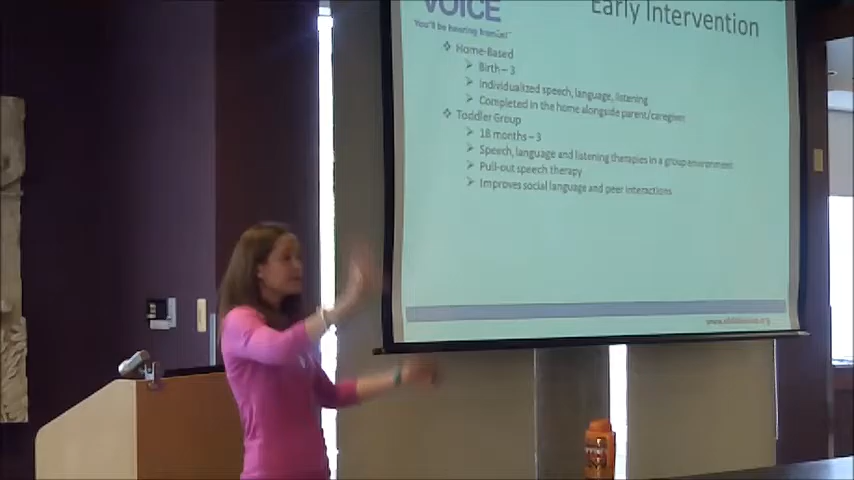 VOICE
Early Intervention
You'll be hearing from us!
Home-Based
Birth – 3
Individualized speech, language, listening
Completed in the home alongside parent/caregiver
Toddler Group
18 months – 3
Speech, language and listening therapies in a group environment
Pull-out speech therapy
Improves social language and peer interactions